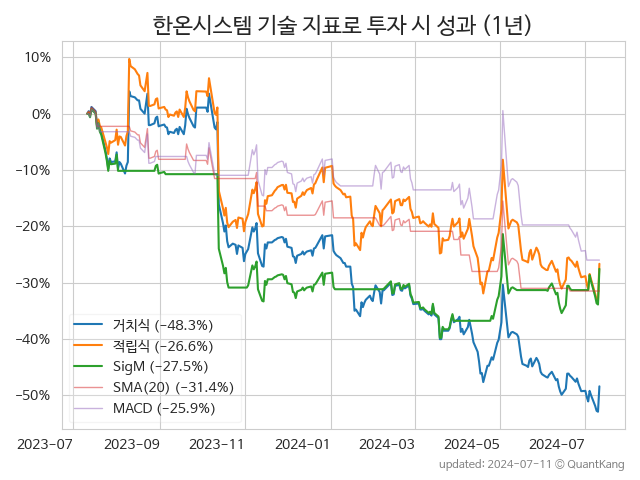 한온시스템 기술 지표로 투자 시 성과 (1년)
10%
0%
−10%
−20%
−30%
−40%
−50%
거치식 (−48.3%)
적립식 (−26.6%)
SigM (−27.5%)
SMA(20) (−31.4%)
MACD (−25.9%)
2023-07 2023-09 2023-11 2024-01 2024-03 2024-05 2024-07
updated: 2024-07-11 © QuantKang